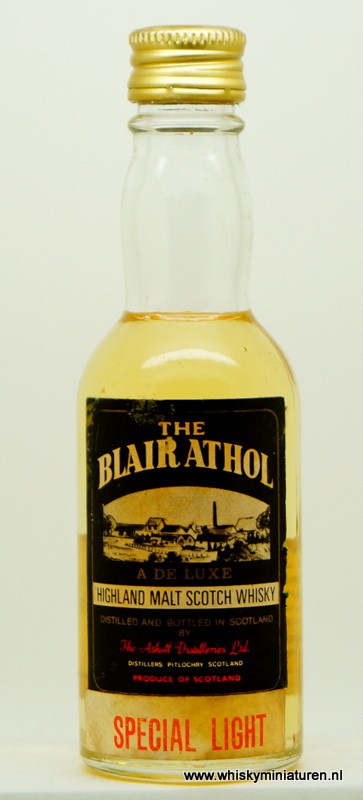 THE
BLAIR ATHOL
A DE LUXE
HIGHLAND MALT SCOTCH WHISKY
DISTILLED AND BOTTLED IN SCOTLAND
BY
The Atholl Distilleries Ltd.
DISTILLERS PITLOCHRY SCOTLAND
PRODUCE OF SCOTLAND
SPECIAL LIGHT
www.whiskyminiaturen.nl